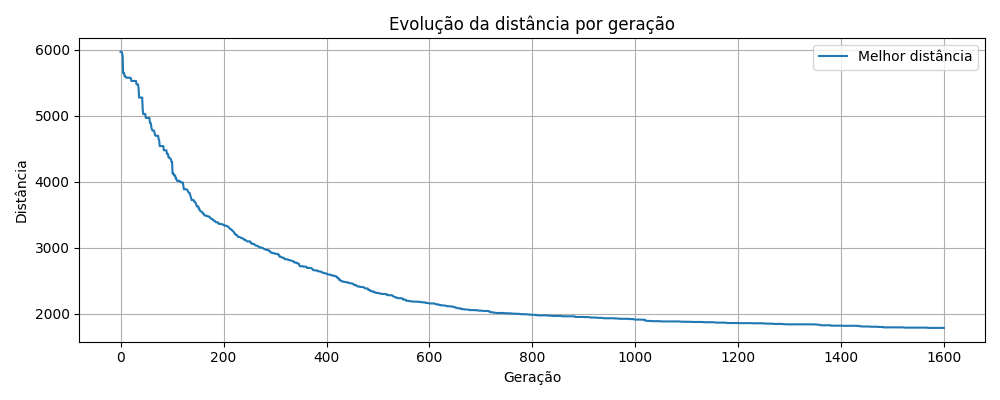 Evolução da distância por geração
Melhor distância
Distância
6000
5000
4000
3000
2000
0 200 400 600 800 1000 1200 1400 1600
Geração